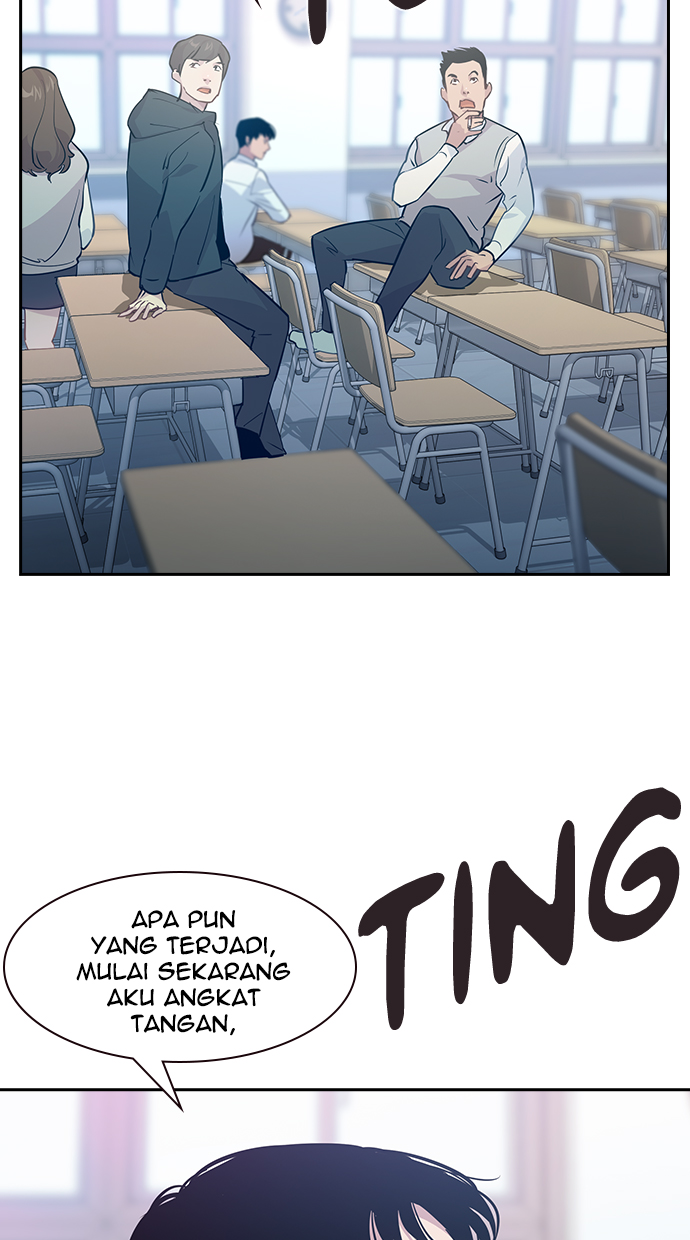 TING
APA PUN
YANG TERJADI,
MULAI SEKARANG
AKU ANGKAT
TANGAN,